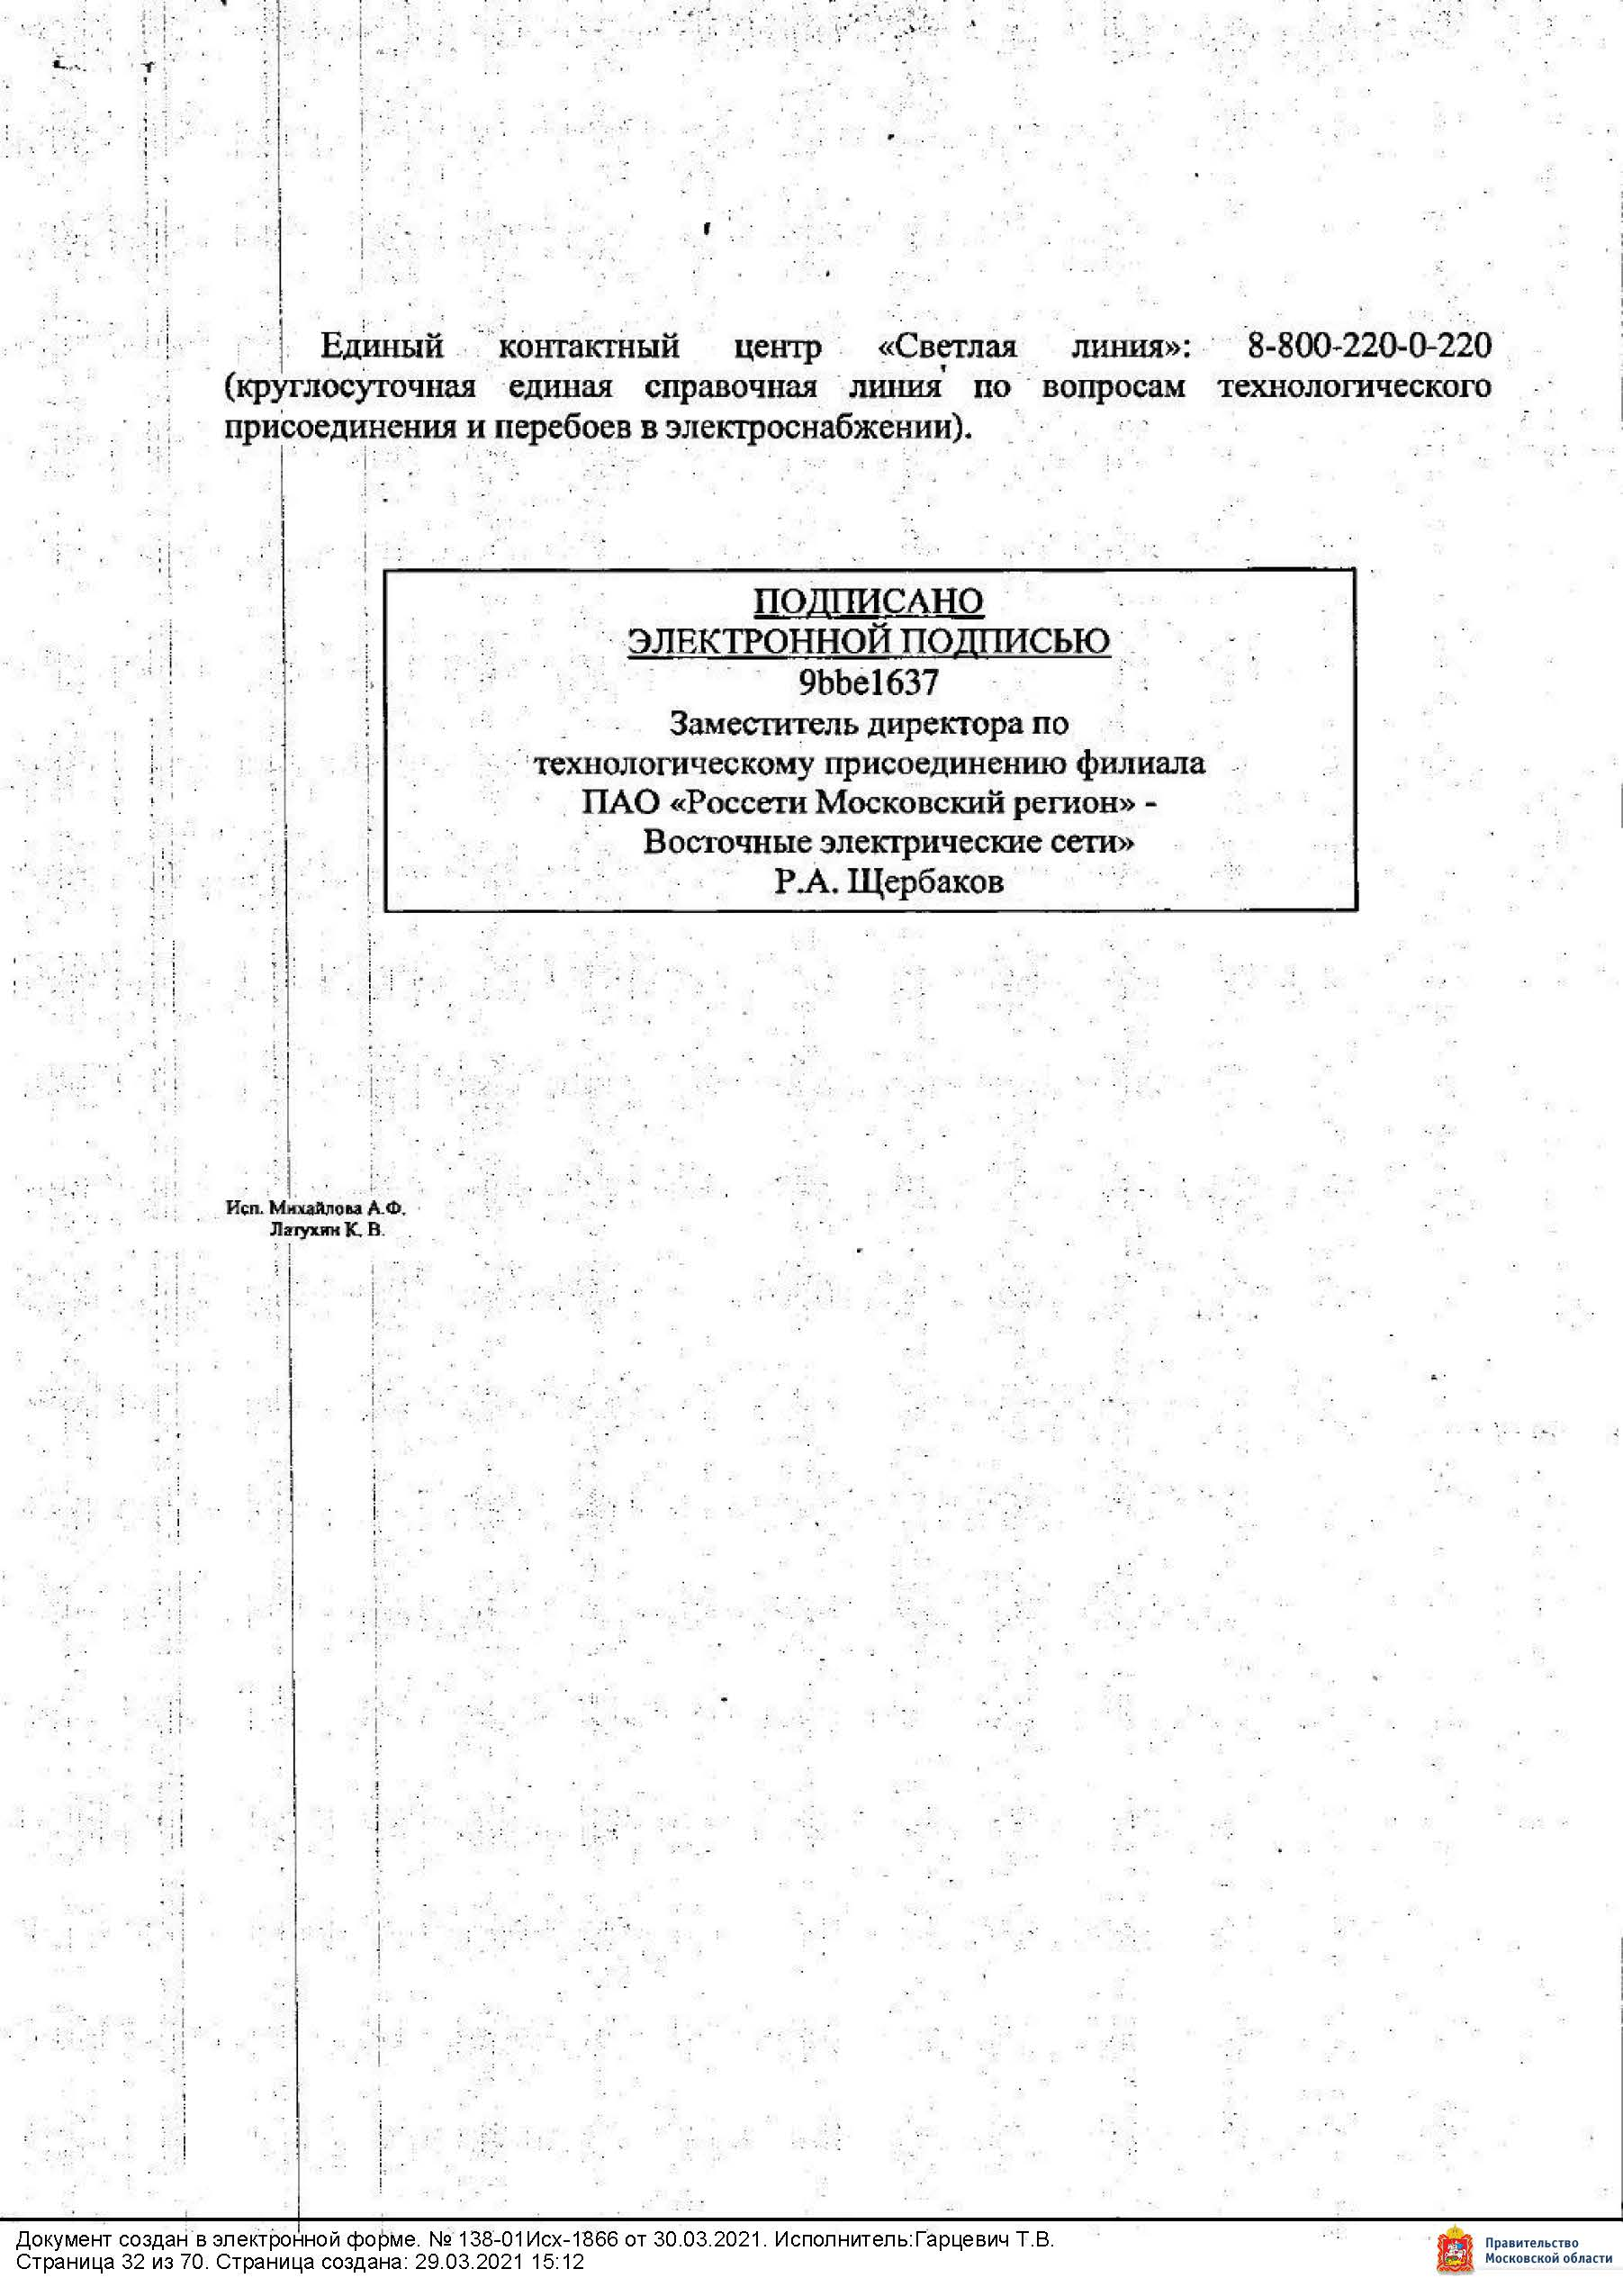 Единый контактный центр «Светлая линия»: 8-800-220-0-220
(круглосуточная единая справочная линия по вопросам технологического
присоединения и перебоев в электроснабжении).
ПОДПИСАНО
ЭЛЕКТРОННОЙ ПОДПИСЬЮ
9bbe1637
Заместитель директора по
технологическому присоединению филиала
ПАО «Россети Московский регион» -
Восточные электрические сети»
Р.А. Щербаков
Исп. Михайлова А.Ф.
Латухин К. В.
Документ создан в электронной форме. № 138-01Исх-1866 от 30.03.2021. Исполнитель:Гарцевич Т.В.
Страница 32 из 70. Страница создана: 29.03.2021 15:12
Правительство
Московской области